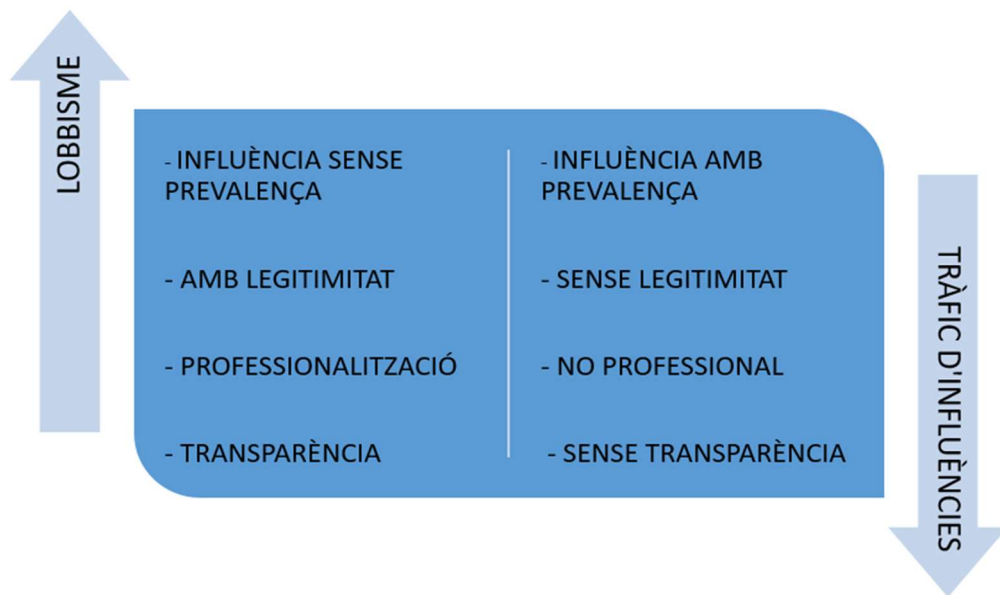 LOBBISME
- INFLUÈNCIA SENSE
PREVALENÇA
- AMB LEGITIMITAT
- PROFESSIONALITZACIÓ
- TRANSPARÈNCIA
- INFLUÈNCIA AMB
PREVALENÇA
- SENSE LEGITIMITAT
- NO PROFESSIONAL
- SENSE TRANSPARÈNCIA
TRÀFIC D'INFLUÈNCIES